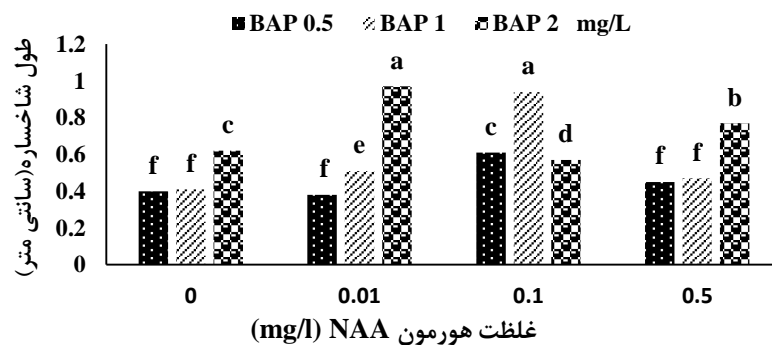 BAP 0.5 BAP 1 BAP 2 mg/L
طول شاخساره(سانتی متر)
1.2
1
0.8
0.6
0.4
0.2
0
f f c
f e a
c a d
f f b
0 0.01 0.1 0.5
غلظت هورمون NAA (mg/l)